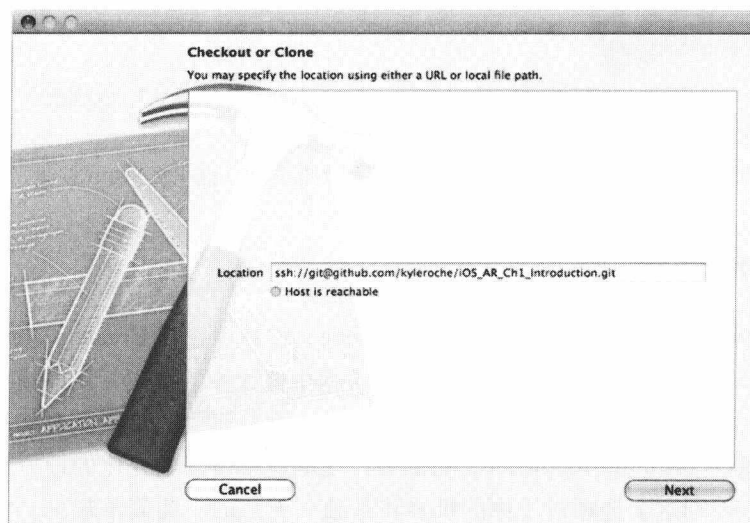 Checkout or Clone
You may specify the location using either a URL or local file path.
Location ssh://git@github.com/kyleroche/iOS_AR_Ch1_Introduction.git
Host is reachable
APPLICATION
Cancel
Next